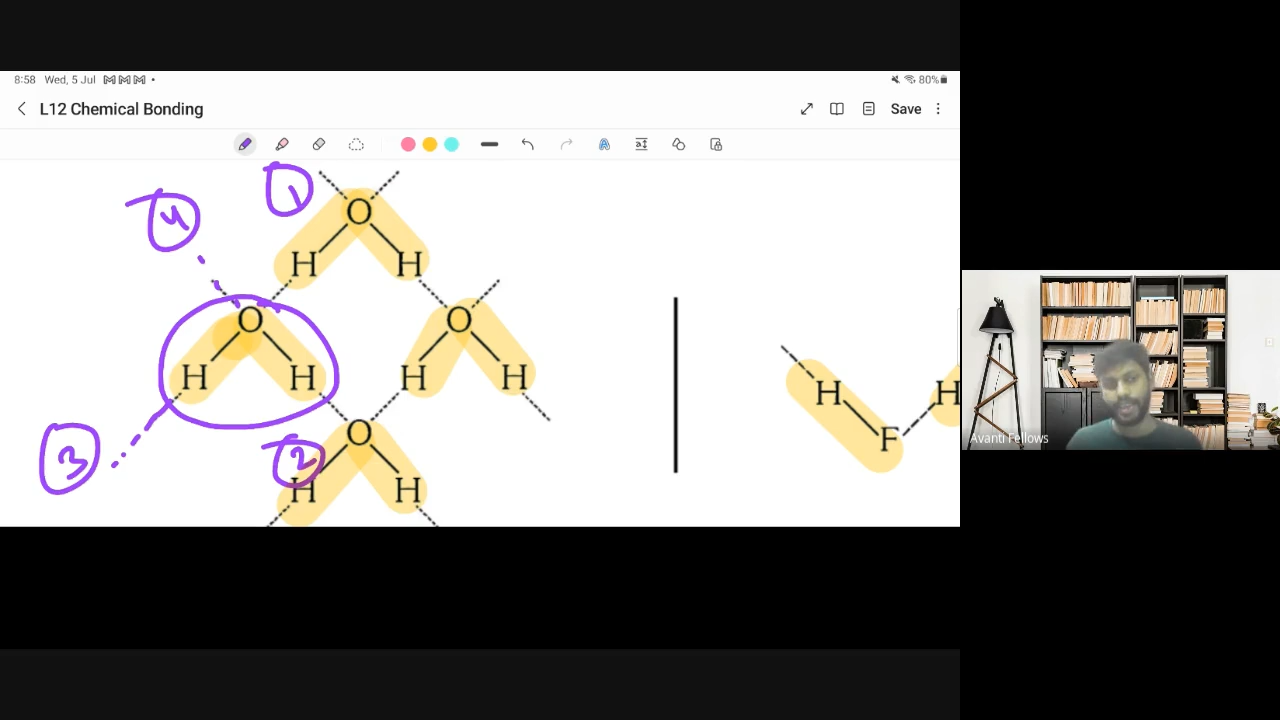 8:58 Wed, 5 Jul M M M • 80%
L12 Chemical Bonding
Save
A a
1
O
4
H H
O O
H H H H
H H
3
2 O
F
H H
Avanti Fellows